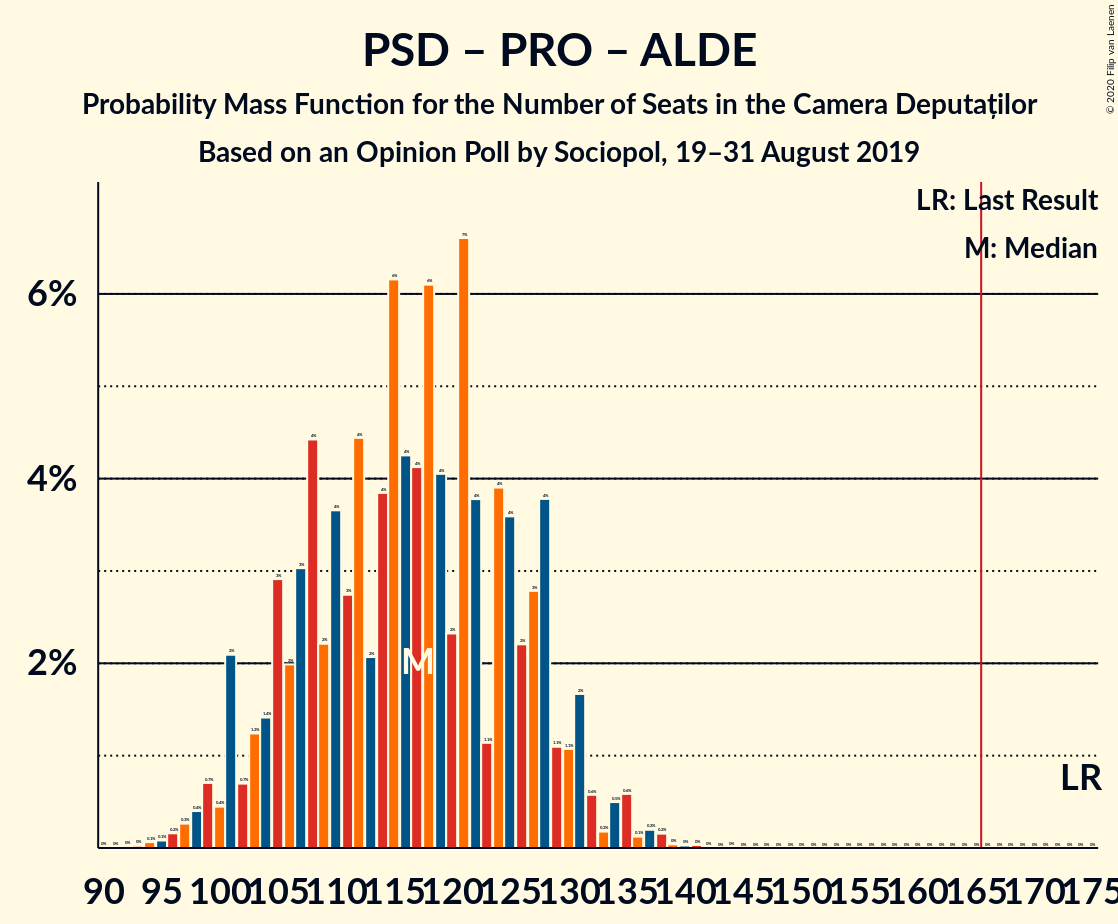 PSD – PRO – ALDE
Probability Mass Function for the Number of Seats in the Camera Deputaților
Based on an Opinion Poll by Sociopol, 19–31 August 2019
© 2020 Filip van Laenen
LR: Last Result
M: Median
6%
4%
2%
M
LR
90 95 100 105 110 115 120 125 130 135 140 145 150 155 160 165 170 175